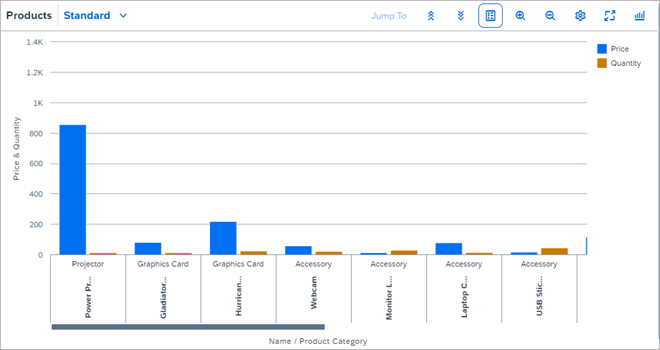 Products Standard Jump To
1.4K
1.2K
1K
800
600
400
200
0
Price & Quantity
Price
Quantity
Projector Graphics Card Graphics Card Accessory Accessory Accessory Accessory
Power Pr... Gladiator... Hurrican... Webcam Monitor L... Laptop C... USB Stic...
Name / Product Category